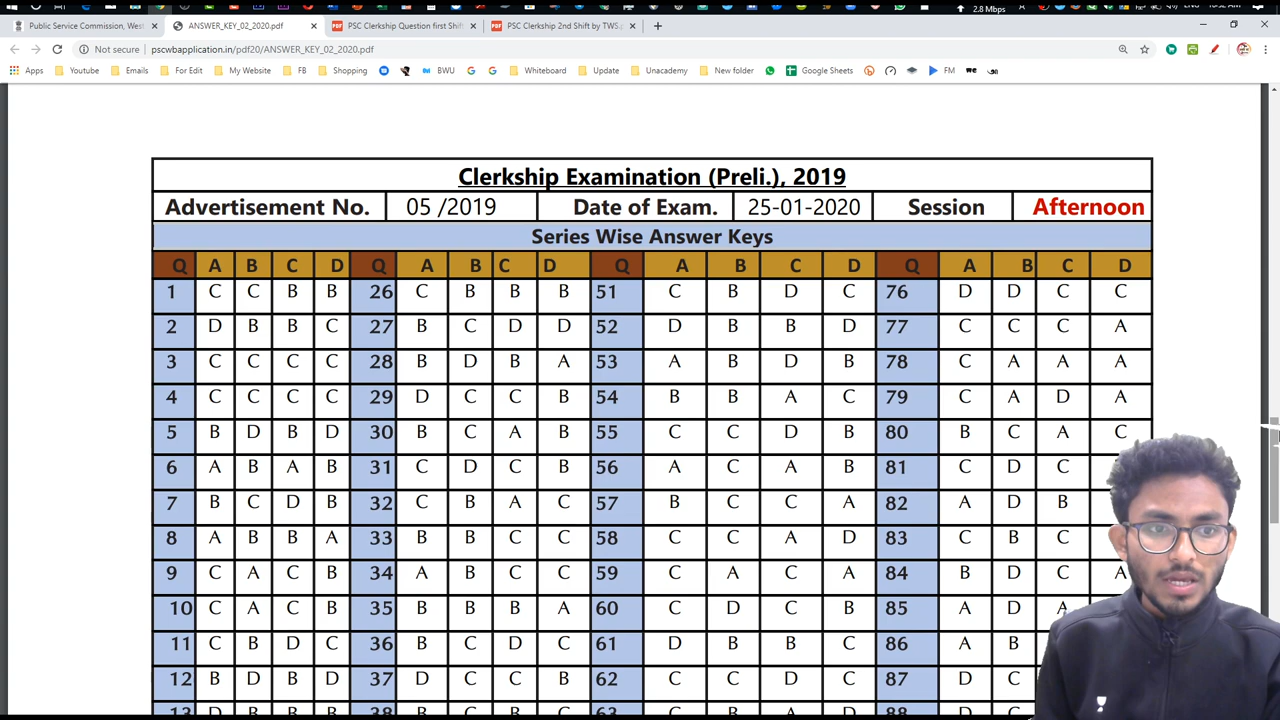 2.8 Mbps
Public Service Commission, West ANSWER_KEY_02_2020.pdf PSC Clerkship Question first Shift PSC Clerkship 2nd Shift by TWS.p
Not secure pscwbapplication.in/pdf20/ANSWER_KEY_02_2020.pdf
Apps Youtube Emails For Edit My Website FB Shopping BWU Whiteboard Update Unacademy New folder Google Sheets FM
Clerkship Examination (Preli.), 2019
Advertisement No. 05 /2019 Date of Exam. 25-01-2020 Session Afternoon
Series Wise Answer Keys
Q A B C D Q A B C D Q A B C D Q A B C D
1 C C B B 26 C B B B 51 C B D C 76 D D C C
2 D B B C 27 B C D D 52 D B B D 77 C C C A
3 C C C C 28 B D B A 53 A B D B 78 C A A A
4 C C C C 29 D C C B 54 B B A C 79 C A D A
5 B D B D 30 B C A B 55 C C D B 80 B C A C
6 A B A B 31 C D C B 56 A C A B 81 C D C
7 B C D B 32 C B A C 57 B C C A 82 A D B
8 A B B A 33 B B C C 58 C C A D 83 C B C
9 C A C B 34 A B C C 59 C A C A 84 B D C A
10 C A C B 35 B B B A 60 C D C B 85 A D A
11 C B D C 36 B C D C 61 D B B C 86 A B
12 B D B D 37 D C C B 62 C C D C 87 D C
13 D B B B 38 B C B C 63 C B A D 88 D C